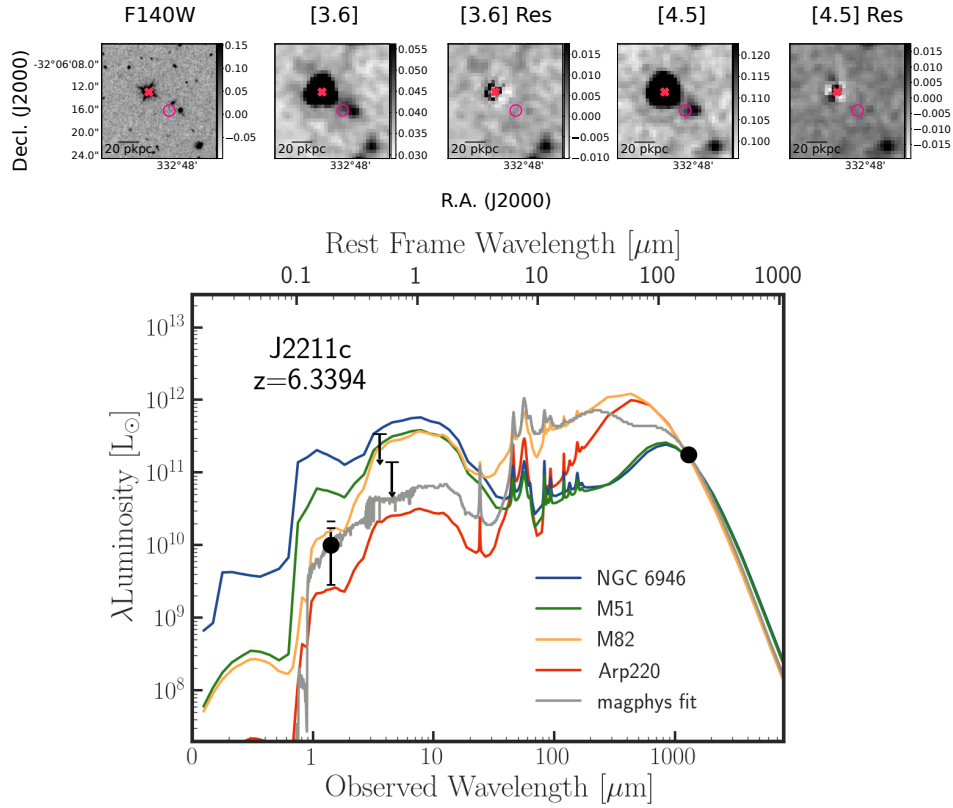 F140W [3.6] [3.6] Res [4.5] [4.5] Res
Decl. (J2000)
-32°06'08.0"
12.0"
16.0"
20.0"
24.0"
20 pkpc
332°48'
0.15
0.10
0.05
0.00
−0.05
20 pkpc
332°48'
0.055
0.050
0.045
0.040
0.035
0.030
20 pkpc
332°48'
0.015
0.010
0.005
0.000
−0.005
−0.010
20 pkpc
332°48'
0.120
0.115
0.110
0.105
0.100
20 pkpc
332°48'
0.015
0.010
0.005
0.000
−0.005
−0.010
−0.015
R.A. (J2000)
Rest Frame Wavelength [μm]
0.1 1 10 100 1000
λLuminosity [L⊙]
10¹³
10¹²
10¹¹
10¹⁰
10⁹
10⁸
J2211c
z=6.3394
NGC 6946
M51
M82
Arp220
magphys fit
0 1 10 100 1000
Observed Wavelength [μm]